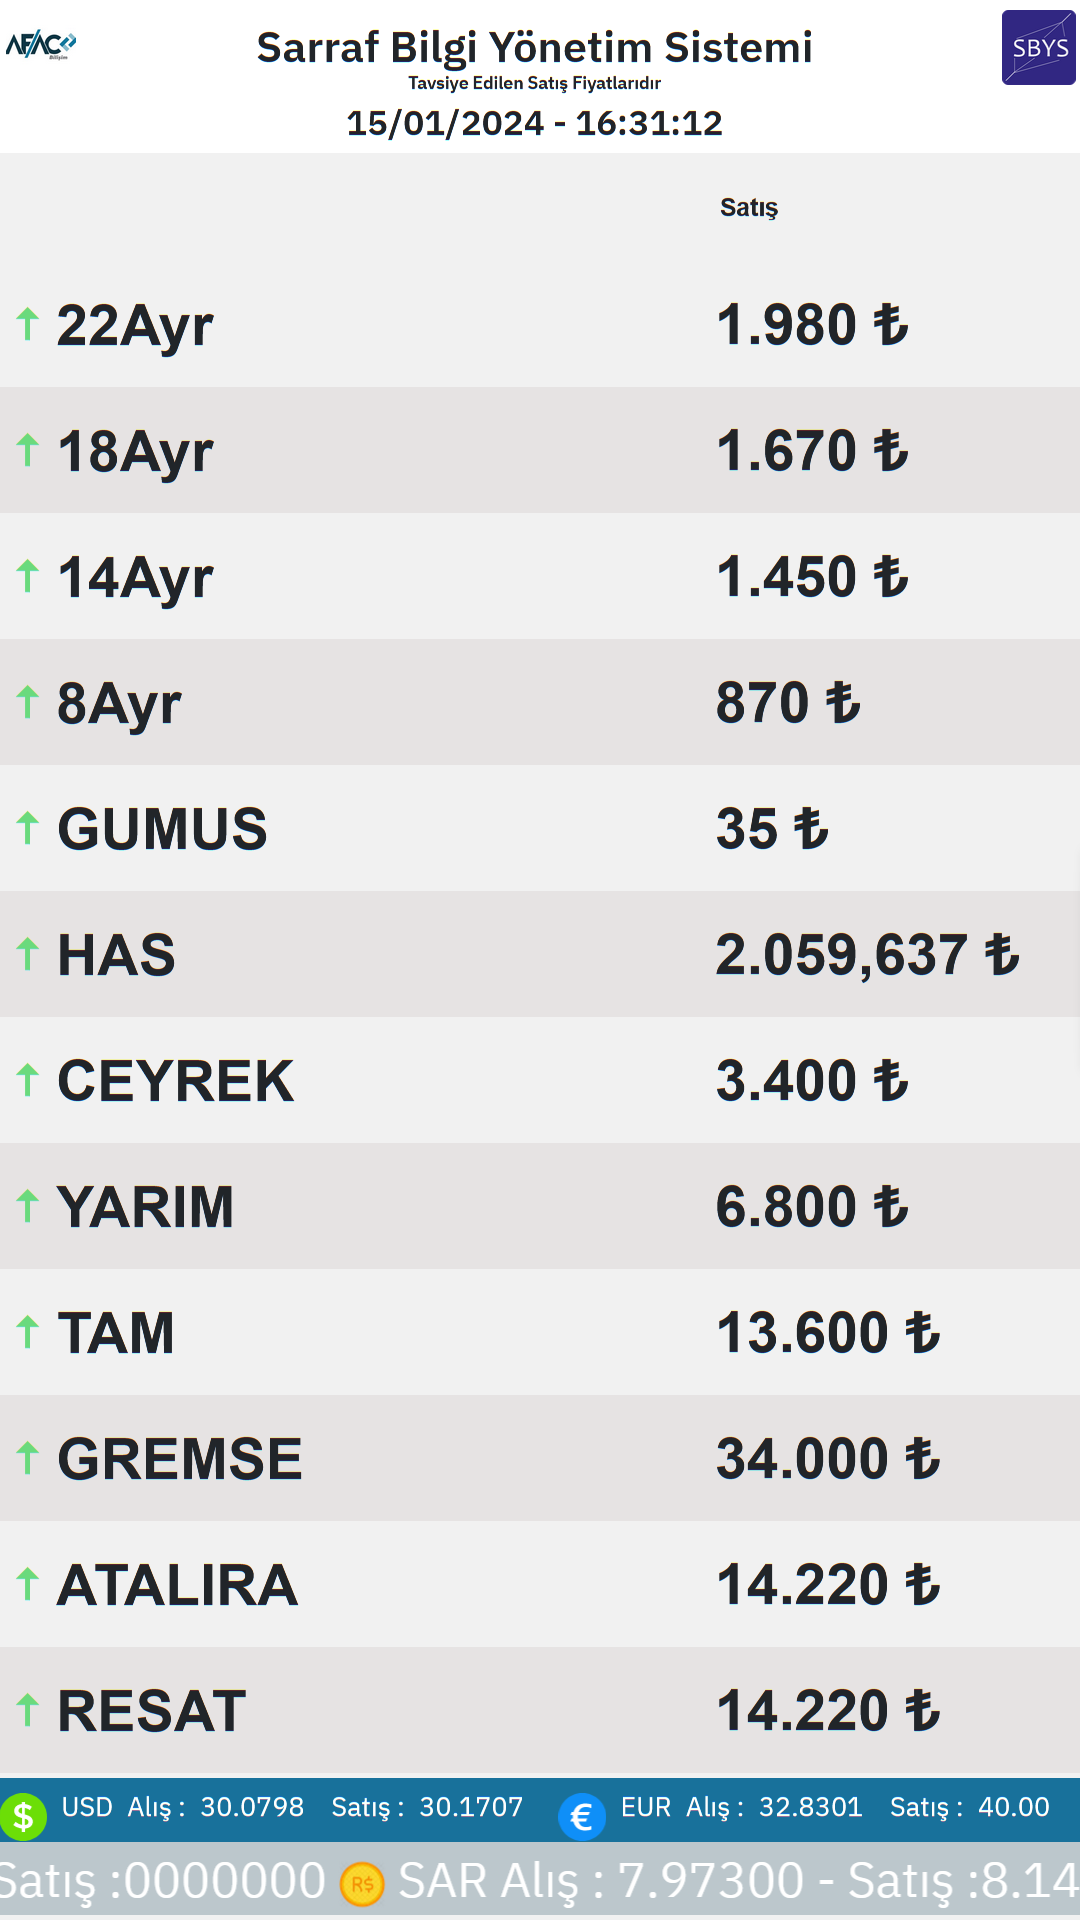 AFAC
Bilişim
Sarraf Bilgi Yönetim Sistemi
SBYS
Tavsiye Edilen Satış Fiyatlarıdır
15/01/2024 - 16:31:12
Satış
22Ayr 1.980 ₺
18Ayr 1.670 ₺
14Ayr 1.450 ₺
8Ayr 870 ₺
GUMUS 35 ₺
HAS 2.059,637 ₺
CEYREK 3.400 ₺
YARIM 6.800 ₺
TAM 13.600 ₺
GREMSE 34.000 ₺
ATALIRA 14.220 ₺
RESAT 14.220 ₺
$ USD Alış : 30.0798 Satış : 30.1707 € EUR Alış : 32.8301 Satış : 40.00
Satış :0000000 R$ SAR Alış : 7.97300 - Satış :8.14